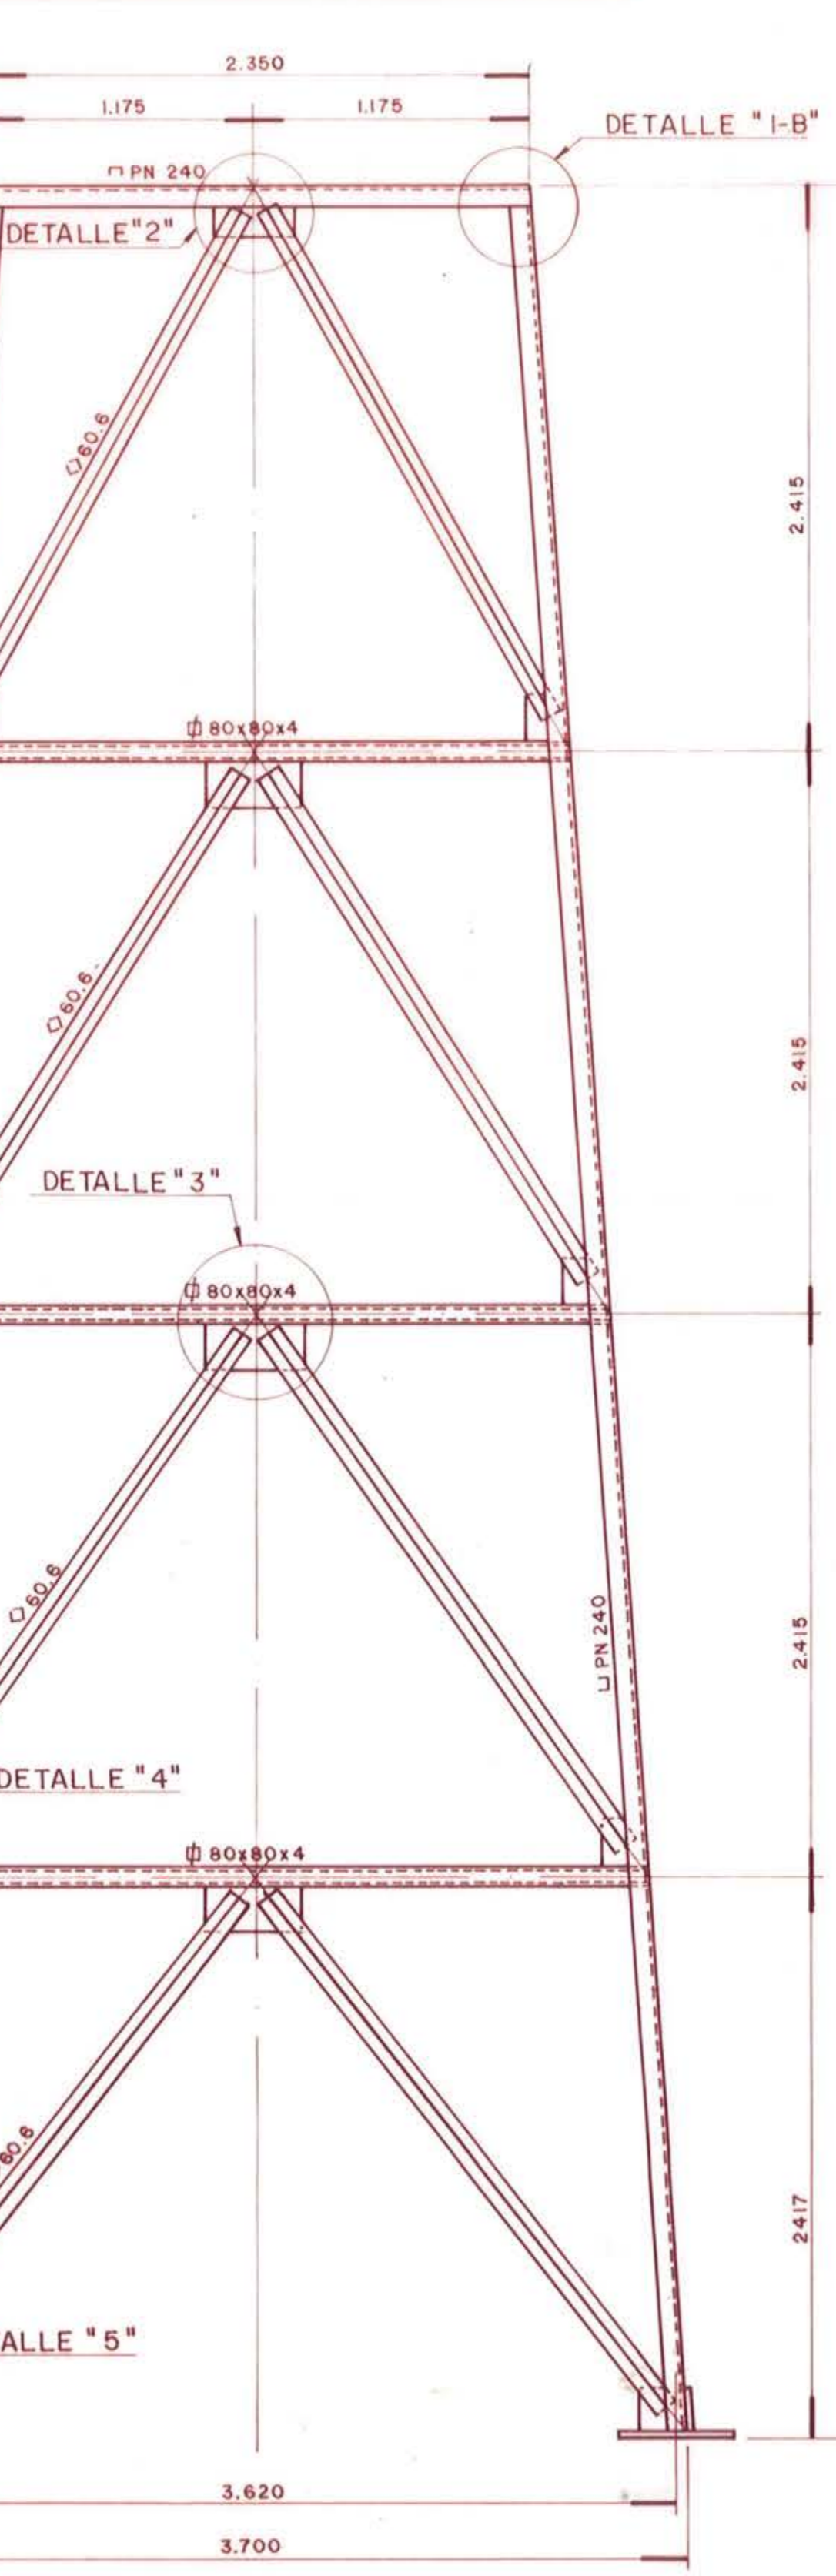 2.350
1.175
1.175
DETALLE "1-B"
⊓ PN 240
DETALLE "2"
60.6
2.415
80x80x4
60.6
2.415
DETALLE "3"
80x80x4
60.6
⊔ PN 240
2.415
DETALLE "4"
80x80x4
60.6
2417
ALLE "5"
3.620
3.700